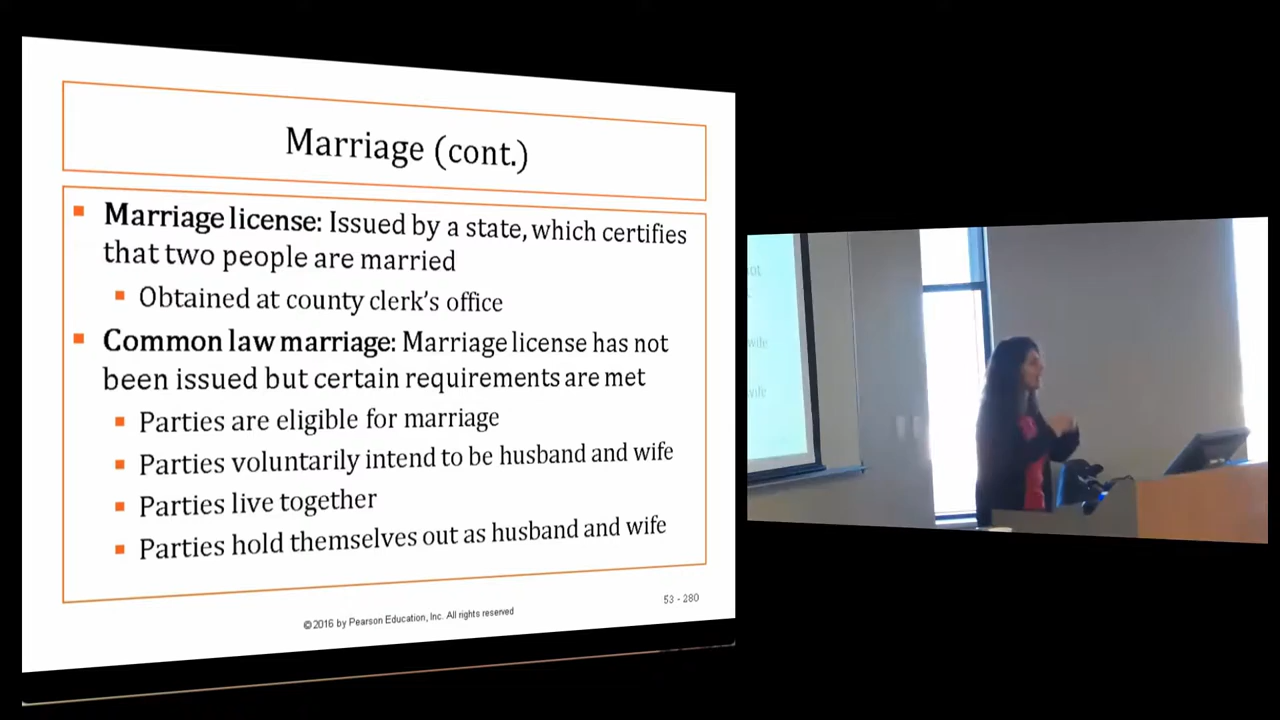 Marriage (cont.)
Marriage license: Issued by a state, which certifies
that two people are married
Obtained at county clerk's office
Common law marriage: Marriage license has not
been issued but certain requirements are met
Parties are eligible for marriage
Parties voluntarily intend to be husband and wife
Parties live together
Parties hold themselves out as husband and wife
53 - 280
©2016 by Pearson Education, Inc. All rights reserved
wife
wife